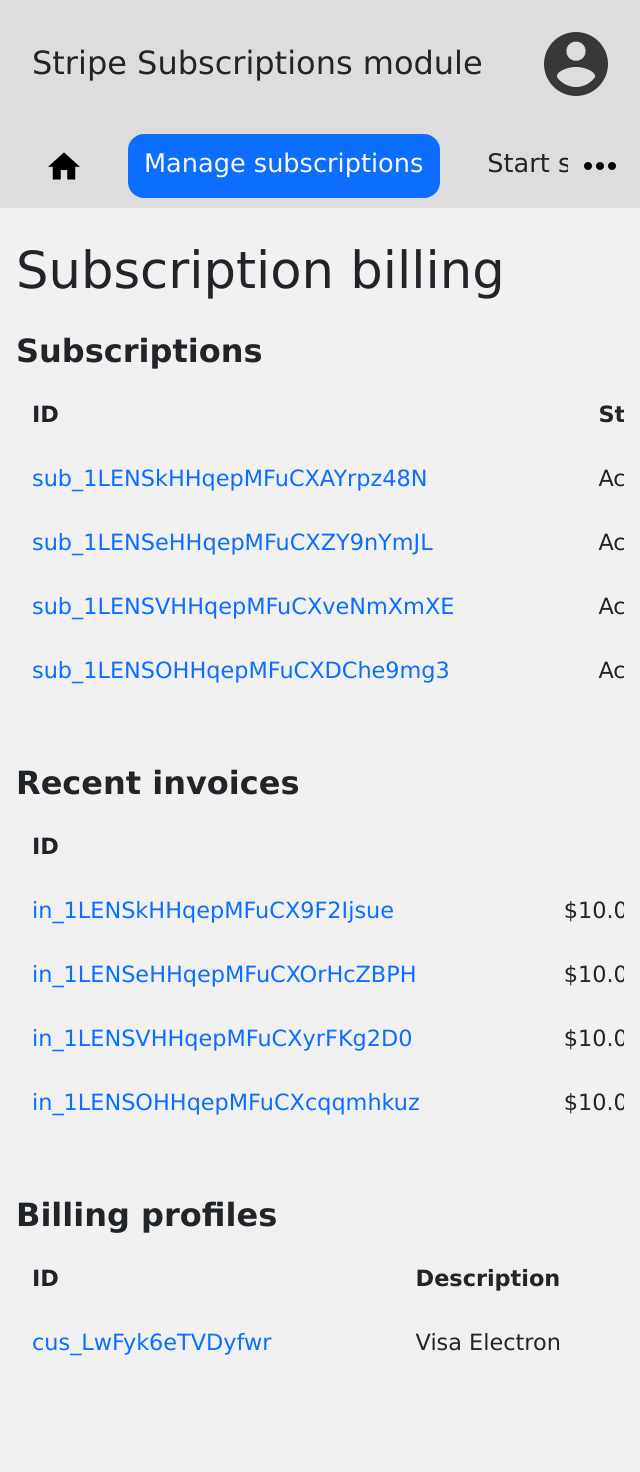 Stripe Subscriptions module
Manage subscriptions Start s
Subscription billing
Subscriptions
ID St
sub_1LENSkHHqepMFuCXAYrpz48N Ac
sub_1LENSeHHqepMFuCXZY9nYmJL Ac
sub_1LENSVHHqepMFuCXveNmXmXE Ac
sub_1LENSOHHqepMFuCXDChe9mg3 Ac
Recent invoices
ID
in_1LENSkHHqepMFuCX9F2Ijsue $10.0
in_1LENSeHHqepMFuCXOrHcZBPH $10.0
in_1LENSVHHqepMFuCXyrFKg2D0 $10.0
in_1LENSOHHqepMFuCXcqqmhkuz $10.0
Billing profiles
ID Description
cus_LwFyk6eTVDyfwr Visa Electron